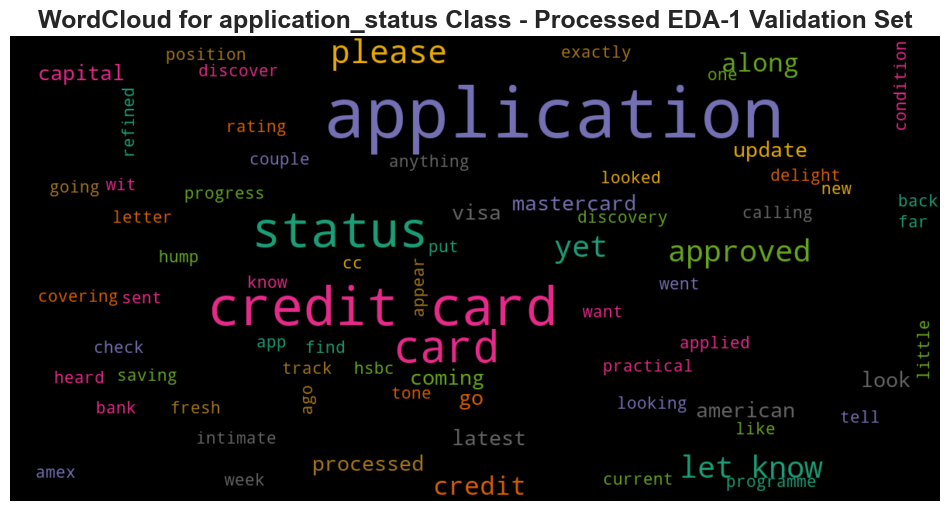 WordCloud for application_status Class - Processed EDA-1 Validation Set
position
please
exactly
along
one
capital
discover
condition
refined
application
rating
update
couple
anything
going
wit
progress
looked
delight
new
back
letter
visa
mastercard
discovery
calling
far
status
put
yet
approved
hump
cc
appear
know
went
covering
sent
credit card
want
little
check
app
find
card
applied
practical
heard
saving
track
hsbc
coming
look
ago
tone
go
bank
fresh
looking
american
tell
like
intimate
latest
processed
let know
amex
week
credit
current
programme